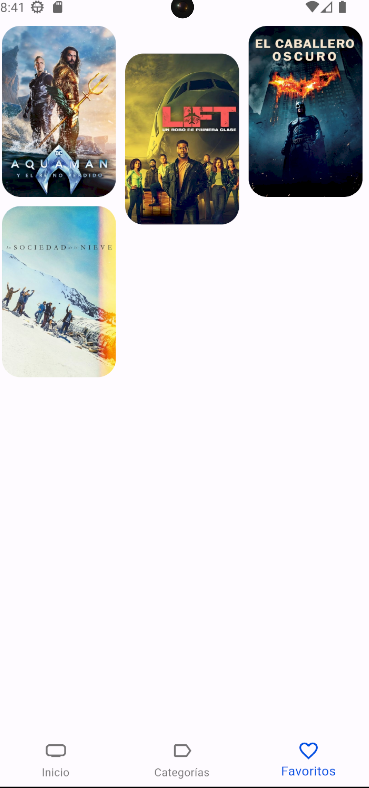 8:41
AQUAMAN
Y EL REINO PERDIDO
LIFT
UN ROBO DE PRIMERA CLASE
EL CABALLERO
OSCURO
la SOCIEDAD de la NIEVE
Inicio
Categorías
Favoritos